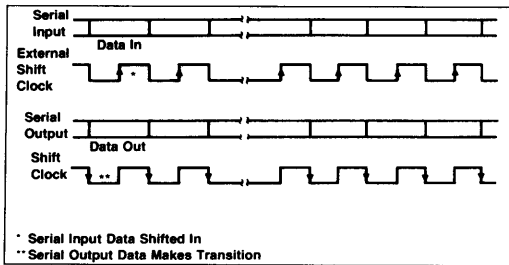 Serial
Input
Data In
External
Shift
Clock
*
Serial
Output
Data Out
Shift
Clock
**
* Serial Input Data Shifted In
** Serial Output Data Makes Transition